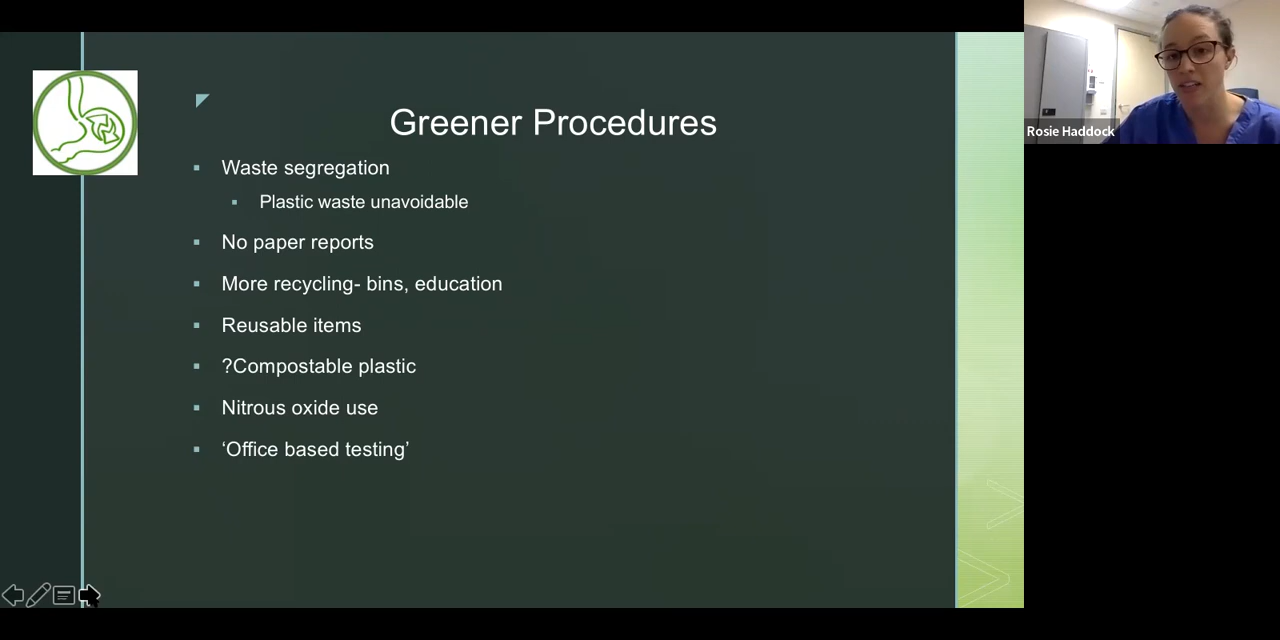 Greener Procedures
Waste segregation
Plastic waste unavoidable
No paper reports
More recycling- bins, education
Reusable items
?Compostable plastic
Nitrous oxide use
‘Office based testing’
Rosie Haddock